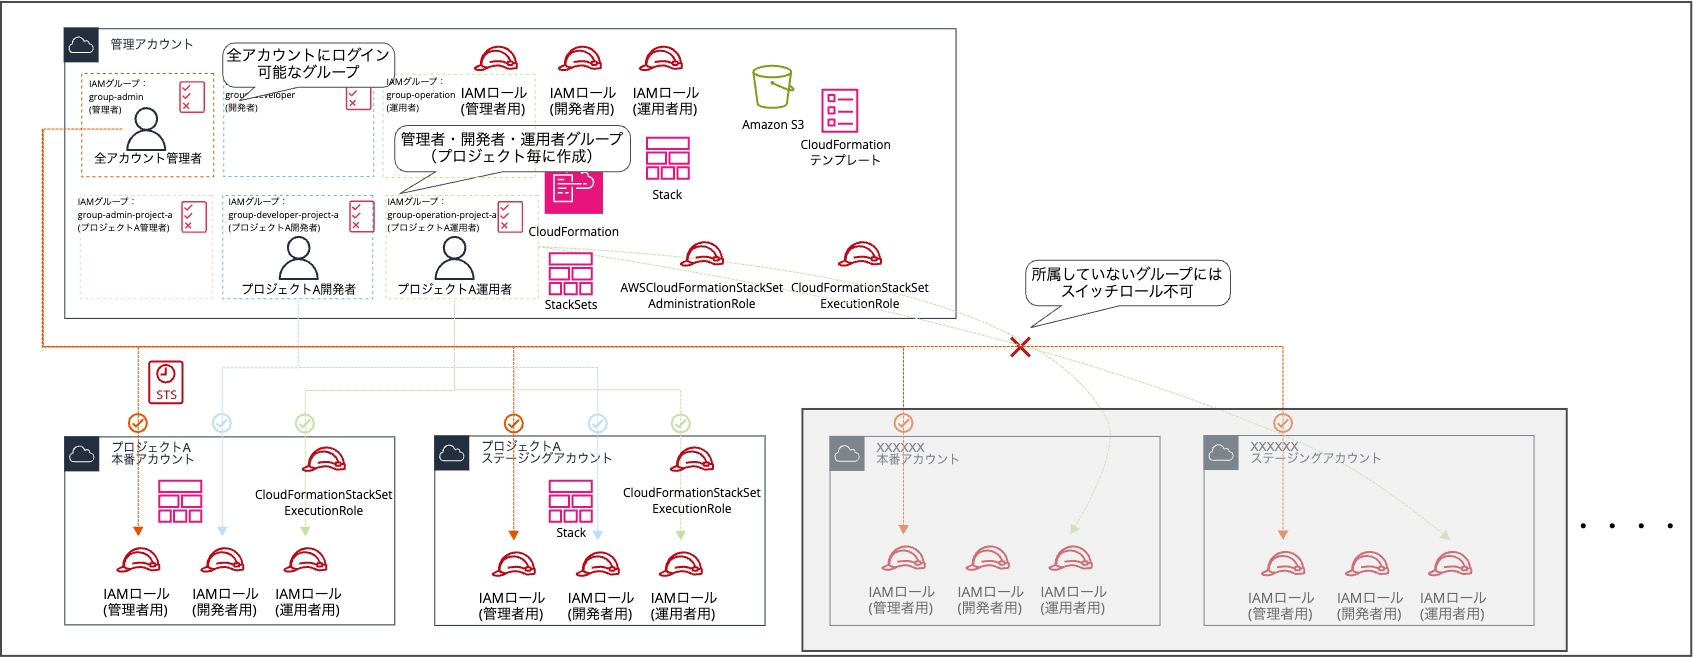 管理アカウント
全アカウントにログイン
可能なグループ
IAMグループ：
group-admin
(管理者)
全アカウント管理者
(開発者)
IAMグループ：
group-operation
(運用者)
IAMロール
(管理者用)
IAMロール
(開発者用)
IAMロール
(運用者用)
Amazon S3
CloudFormation
テンプレート
管理者・開発者・運用者グループ
（プロジェクト毎に作成）
Stack
CloudFormation
IAMグループ：
group-admin-project-a
(プロジェクトA管理者)
IAMグループ：
group-developer-project-a
(プロジェクトA開発者)
プロジェクトA開発者
IAMグループ：
group-operation-project-a
(プロジェクトA運用者)
プロジェクトA運用者
StackSets
AWSCloudFormationStackSet
AdministrationRole
CloudFormationStackSet
ExecutionRole
所属していないグループには
スイッチロール不可
STS
プロジェクトA
本番アカウント
CloudFormationStackSet
ExecutionRole
IAMロール
(管理者用)
IAMロール
(開発者用)
IAMロール
(運用者用)
プロジェクトA
ステージングアカウント
CloudFormationStackSet
ExecutionRole
Stack
IAMロール
(管理者用)
IAMロール
(開発者用)
IAMロール
(運用者用)
XXXXXX
本番アカウント
IAMロール
(管理者用)
IAMロール
(開発者用)
IAMロール
(運用者用)
XXXXXX
ステージングアカウント
IAMロール
(管理者用)
IAMロール
(開発者用)
IAMロール
(運用者用)
・・・・